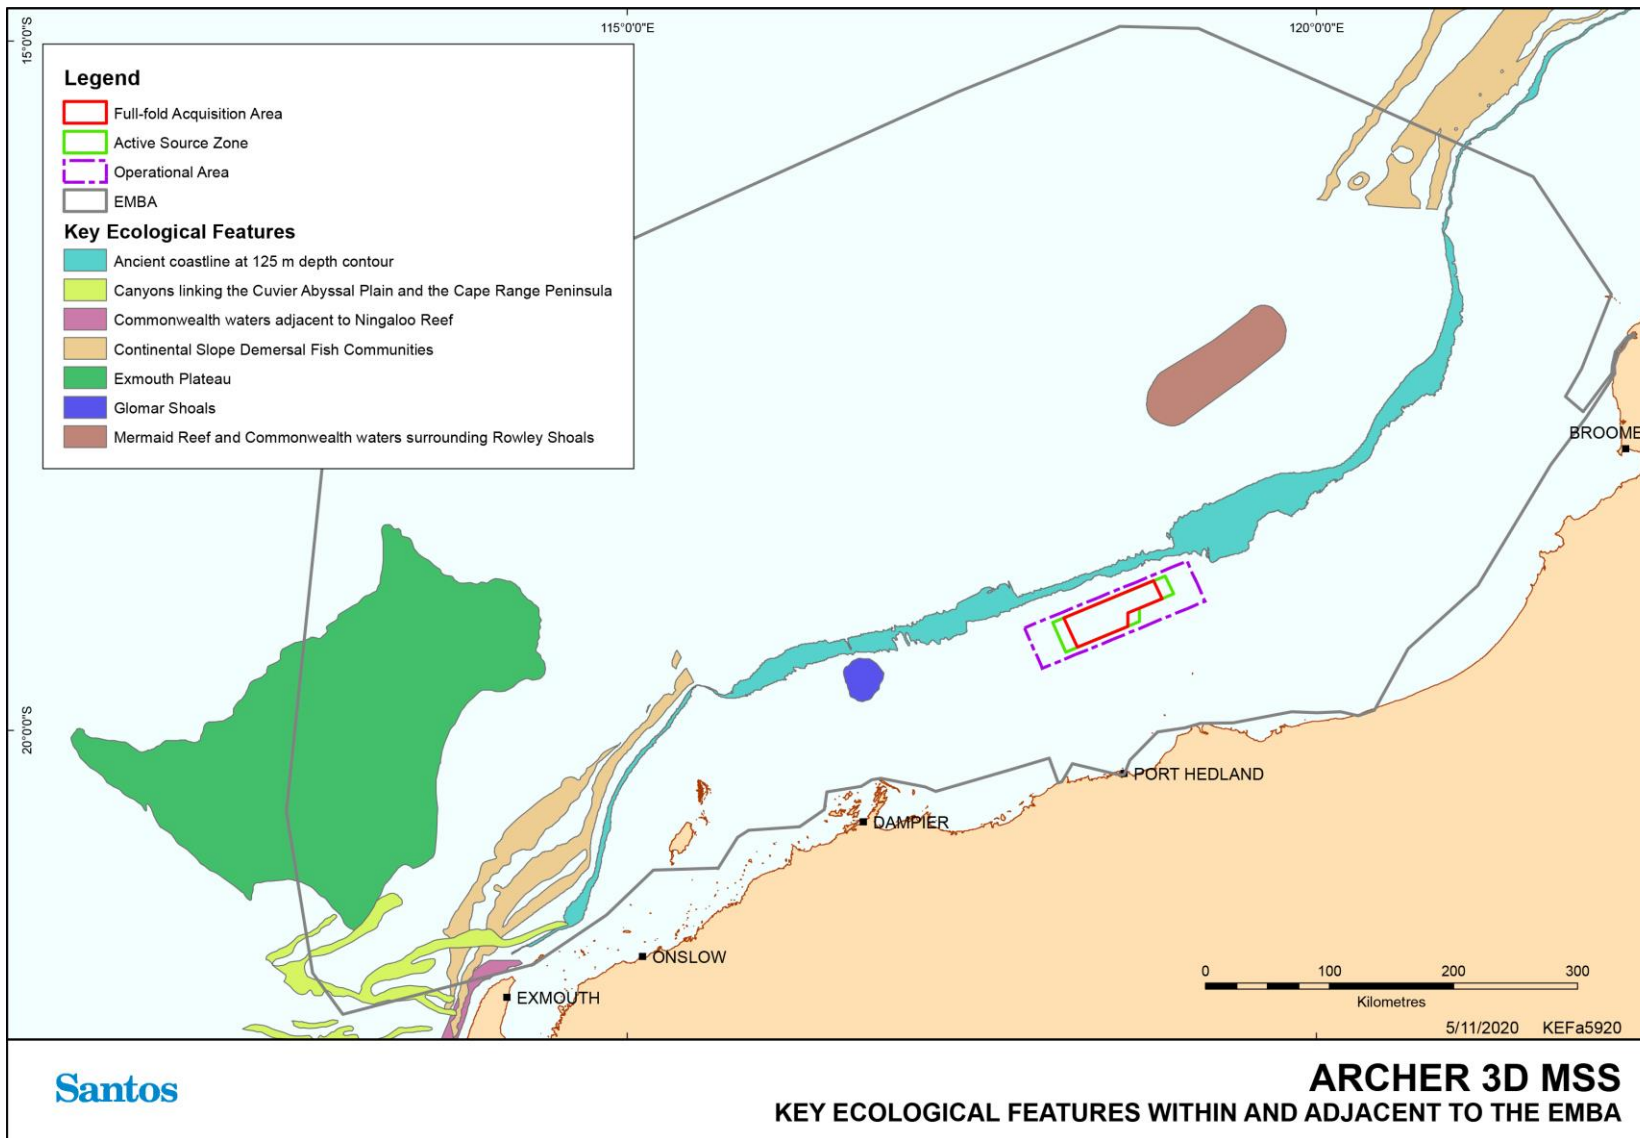 115°0'0"E
120°0'0"E
15°0'0"S
Legend
Full-fold Acquisition Area
Active Source Zone
Operational Area
EMBA
Key Ecological Features
Ancient coastline at 125 m depth contour
Canyons linking the Cuvier Abyssal Plain and the Cape Range Peninsula
Commonwealth waters adjacent to Ningaloo Reef
Continental Slope Demersal Fish Communities
Exmouth Plateau
Glomar Shoals
Mermaid Reef and Commonwealth waters surrounding Rowley Shoals
BROOME
20°0'0"S
PORT HEDLAND
DAMPIER
ONSLOW
EXMOUTH
0 100 200 300
Kilometres
5/11/2020 KEFa5920
Santos
ARCHER 3D MSS
KEY ECOLOGICAL FEATURES WITHIN AND ADJACENT TO THE EMBA